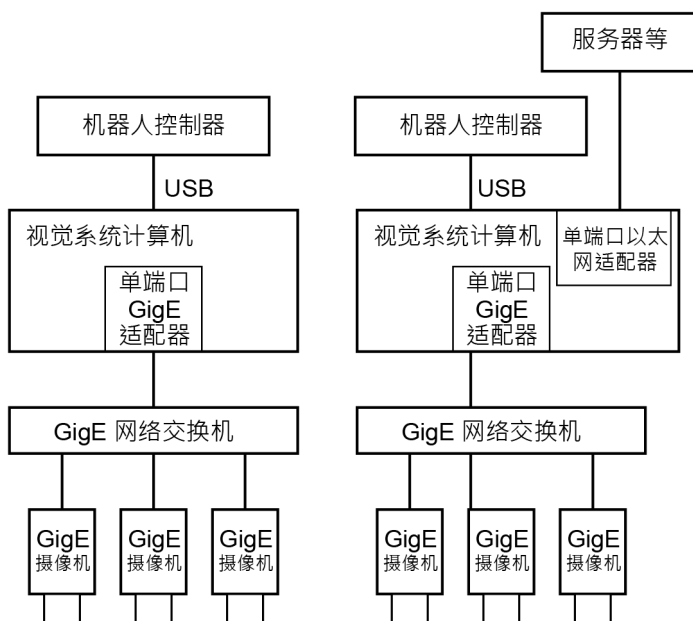 服务器等
机器人控制器
机器人控制器
USB
USB
视觉系统计算机
单端口
GigE
适配器
视觉系统计算机
单端口以太
网适配器
单端口
GigE
适配器
GigE 网络交换机
GigE 网络交换机
GigE
摄像机
GigE
摄像机
GigE
摄像机
GigE
摄像机
GigE
摄像机
GigE
摄像机